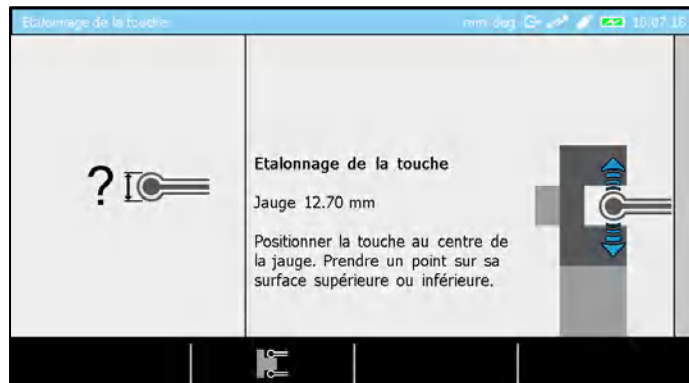 Etalonnage de la touche
mm deg
16:07:16
?
Etalonnage de la touche
Jauge 12.70 mm
Positionner la touche au centre de
la jauge. Prendre un point sur sa
surface supérieure ou inférieure.